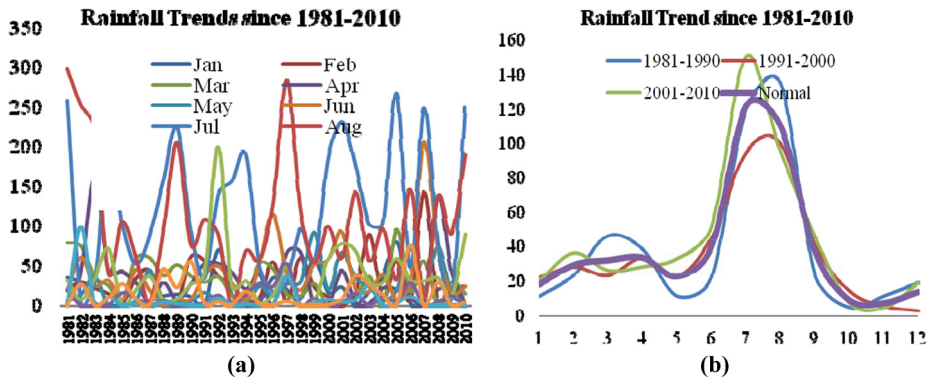 Rainfall Trends since 1981-2010
350
300
250
200
150
100
50
0
Jan Feb
Mar Apr
May Jun
Jul Aug
1981 1982 1983 1984 1985 1986 1987 1988 1989 1990 1991 1992 1993 1994 1995 1996 1997 1998 1999 2000 2001 2002 2003 2004 2005 2006 2007 2008 2009 2010
(a)
Rainfall Trend since 1981-2010
160
140
120
100
80
60
40
20
0
1981-1990 1991-2000
2001-2010 Normal
1 2 3 4 5 6 7 8 9 10 11 12
(b)